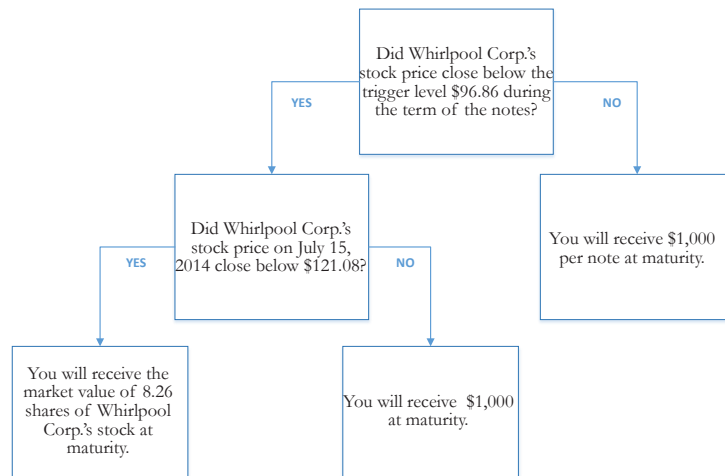 Did Whirlpool Corp.'s
stock price close below the
trigger level $96.86 during
the term of the notes?
YES
NO
Did Whirlpool Corp.'s
stock price on July 15,
2014 close below $121.08?
You will receive $1,000
per note at maturity.
YES
NO
You will receive the
market value of 8.26
shares of Whirlpool
Corp.'s stock at
maturity.
You will receive  $1,000
at maturity.